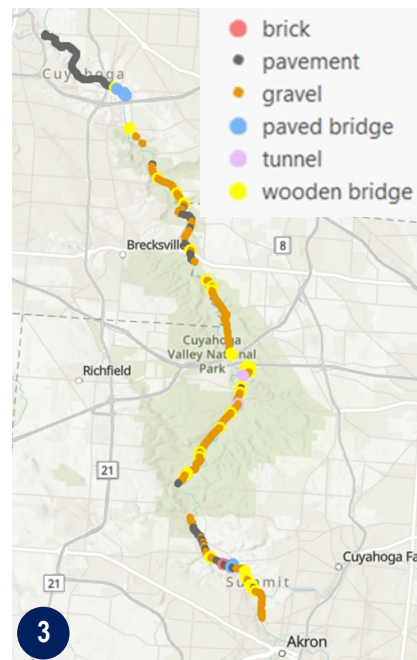 brick
pavement
gravel
paved bridge
tunnel
wooden bridge
Cuyahoga
Brecksville
8
Cuyahoga
Valley National
Park
Richfield
21
21
Cuyahoga Fa
Summit
Akron
3